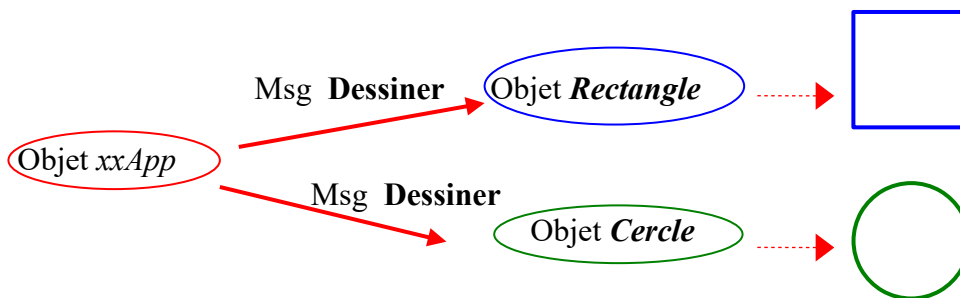 Msg Dessiner
Objet Rectangle
Objet xxApp
Msg Dessiner
Objet Cercle